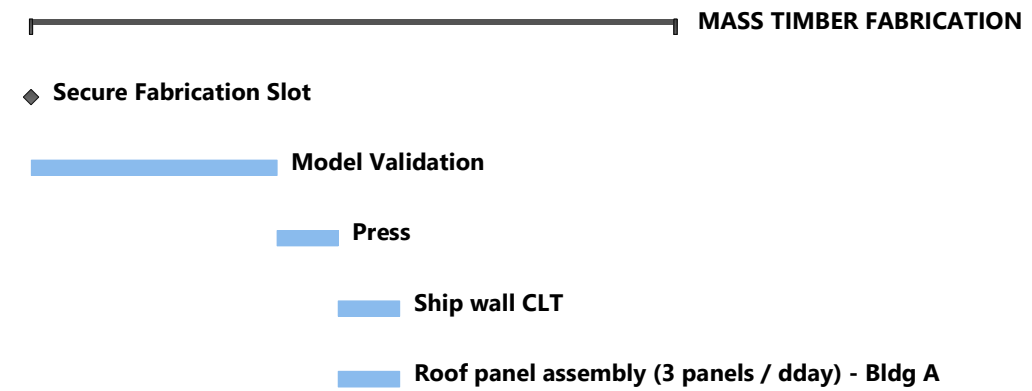 MASS TIMBER FABRICATION
Secure Fabrication Slot
Model Validation
Press
Ship wall CLT
Roof panel assembly (3 panels / dday) - Bldg A